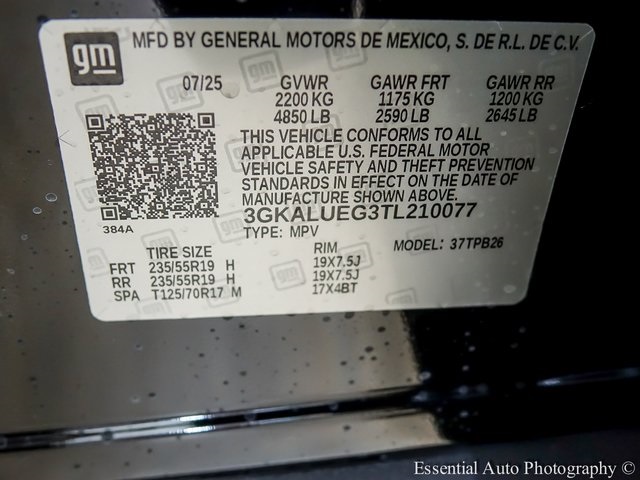 gm
MFD BY GENERAL MOTORS DE MEXICO, S. DE R.L. DE C.V.
07/25 GVWR GAWR FRT GAWR RR
2200 KG 1175 KG 1200 KG
4850 LB 2590 LB 2645 LB
THIS VEHICLE CONFORMS TO ALL
APPLICABLE U.S. FEDERAL MOTOR
VEHICLE SAFETY AND THEFT PREVENTION
STANDARDS IN EFFECT ON THE DATE OF
MANUFACTURE SHOWN ABOVE.
3GKALUEG3TL210077
384A
TYPE: MPV MODEL: 37TPB26
TIRE SIZE RIM
FRT 235/55R19 H 19X7.5J
RR 235/55R19 H 19X7.5J
SPA T125/70R17 M 17X4BT
Essential Auto Photography ©